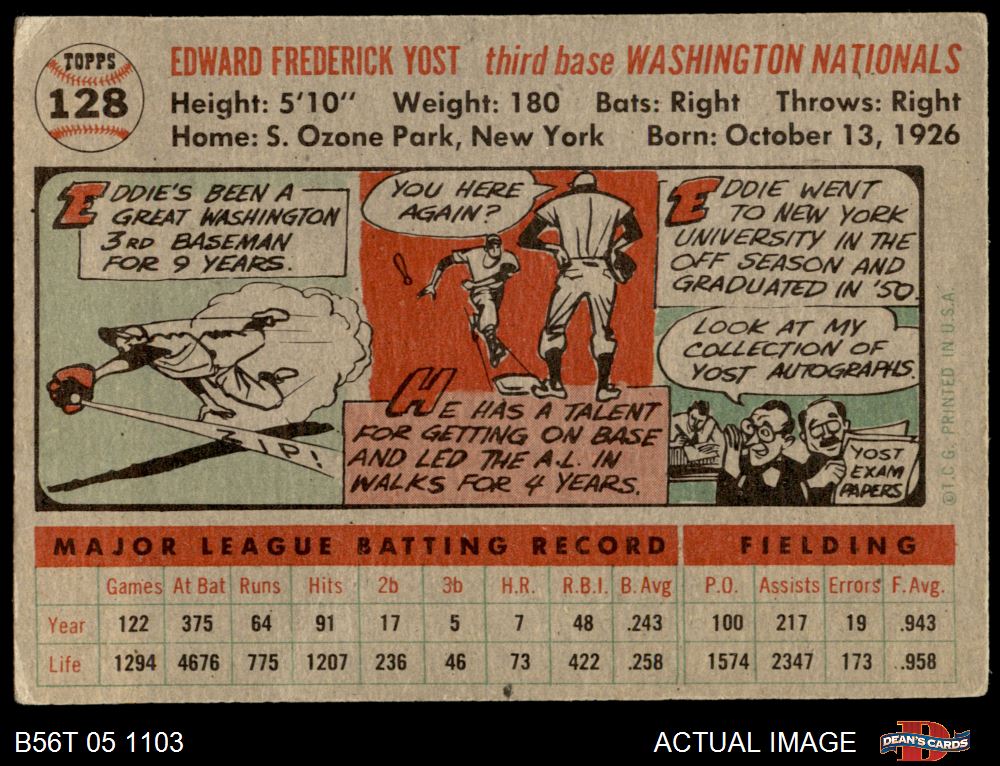 TOPPS
128
EDWARD FREDERICK YOST third base WASHINGTON NATIONALS
Height: 5'10" Weight: 180 Bats: Right Throws: Right
Home: S. Ozone Park, New York Born: October 13, 1926
EDDIE'S BEEN A
GREAT WASHINGTON
3RD BASEMAN
FOR 9 YEARS.
ZIP!
YOU HERE
AGAIN?
!
HE HAS A TALENT
FOR GETTING ON BASE
AND LED THE A.L. IN
WALKS FOR 4 YEARS.
EDDIE WENT
TO NEW YORK
UNIVERSITY IN THE
OFF SEASON AND
GRADUATED IN '50.
LOOK AT MY
COLLECTION OF
YOST AUTOGRAPHS.
YOST
EXAM
PAPERS
©T.C.G. PRINTED IN U.S.A.
MAJOR LEAGUE BATTING RECORD FIELDING
Games At Bat Runs Hits 2b 3b H.R. R.B.I. B. Avg P.O. Assists Errors F. Avg.
Year 122 375 64 91 17 5 7 48 .243 100 217 19 .943
Life 1294 4676 775 1207 236 46 73 422 .258 1574 2347 173 .958
B56T 05 1103
ACTUAL IMAGE
D
DEAN'S CARDS